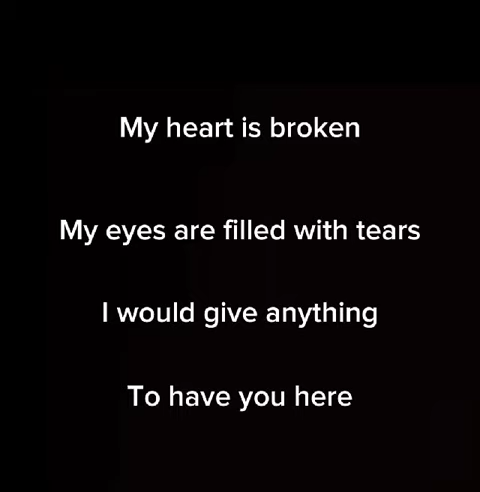 My heart is broken
My eyes are filled with tears
I would give anything
To have you here